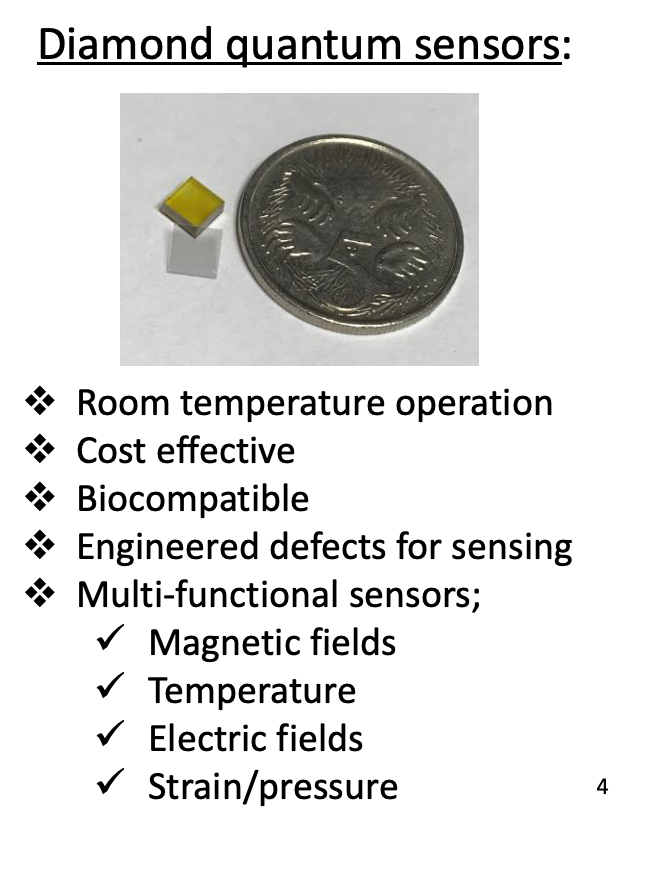 Diamond quantum sensors:
❖ Room temperature operation
❖ Cost effective
❖ Biocompatible
❖ Engineered defects for sensing
❖ Multi-functional sensors;
✓ Magnetic fields
✓ Temperature
✓ Electric fields
✓ Strain/pressure
4